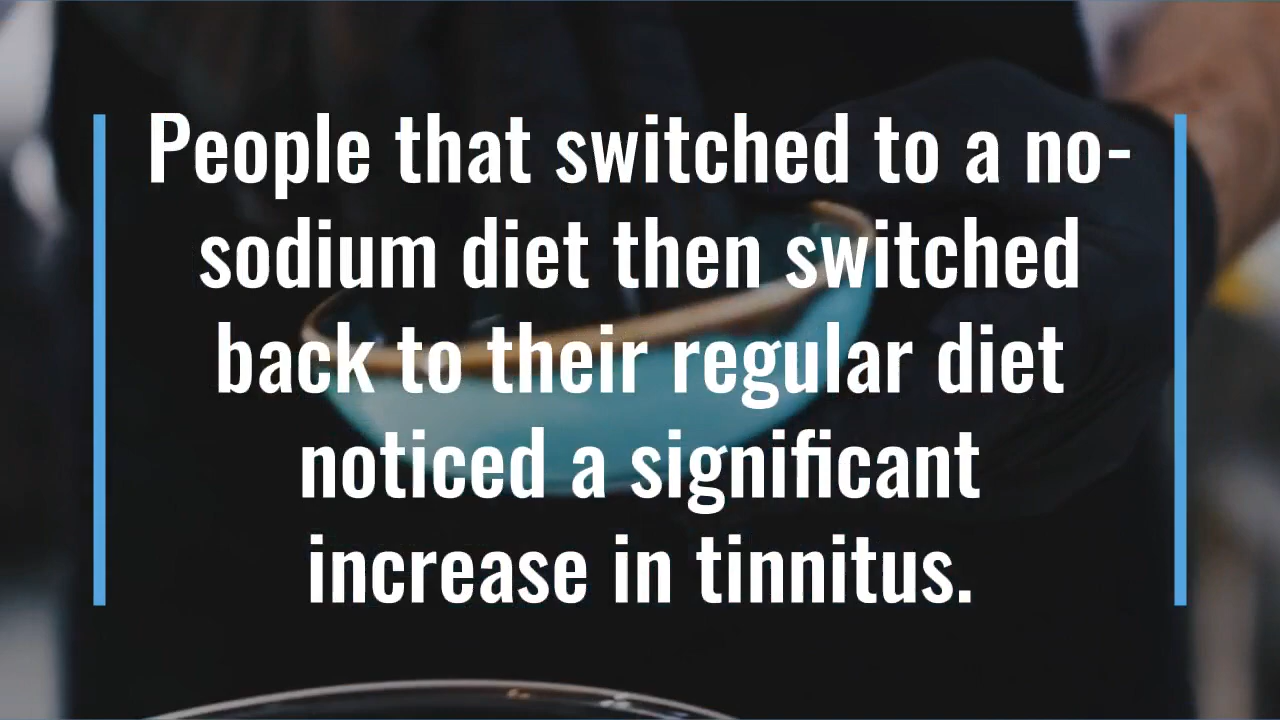 People that switched to a no-
sodium diet then switched
back to their regular diet
noticed a significant
increase in tinnitus.